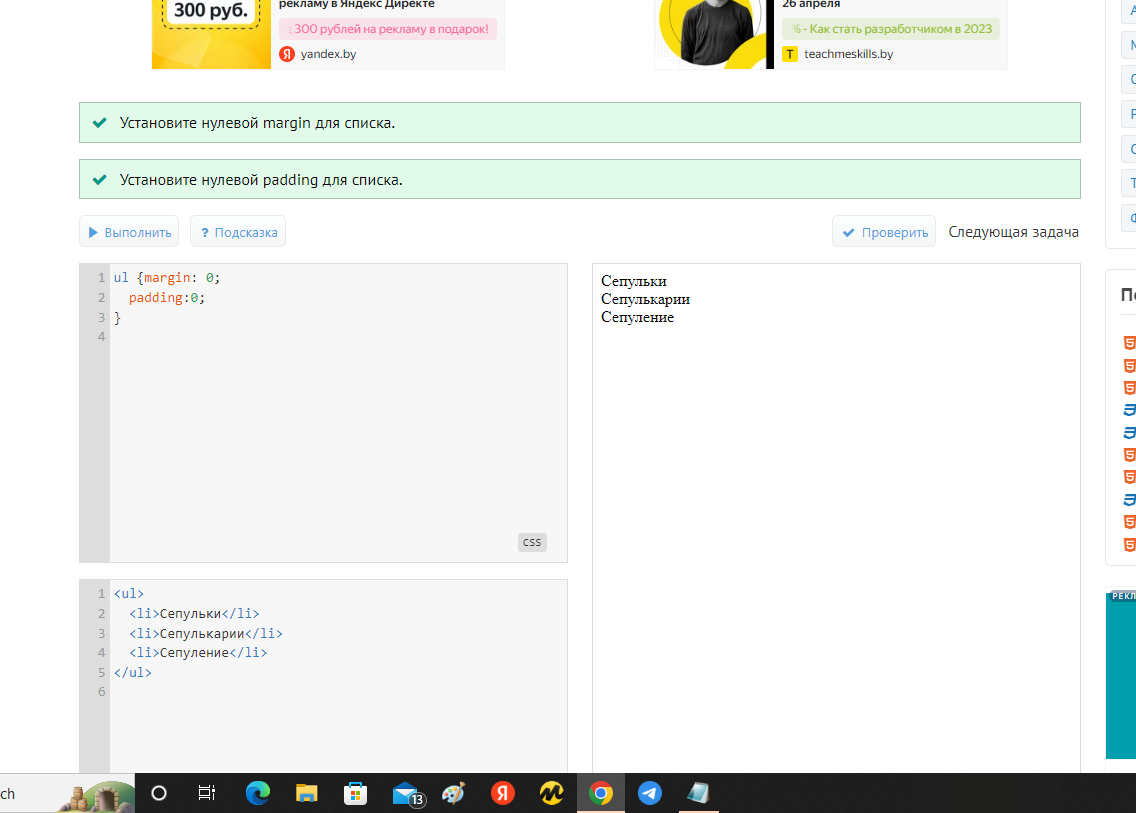 300 руб.
рекламу в Яндекс Директе
300 рублей на рекламу в подарок!
Я yandex.by
26 апреля
% - Как стать разработчиком в 2023
T teachmeskills.by
Установите нулевой margin для списка.
Установите нулевой padding для списка.
Выполнить
? Подсказка
Проверить
Следующая задача
1 ul {margin: 0;
2 padding:0;
3 }
4
css
Сепульки
Сепулькарии
Сепуление
1 <ul>
2 <li>Сепульки</li>
3 <li>Сепулькарии</li>
4 <li>Сепуление</li>
5 </ul>
6
РЕКЛ
ch
13
Я